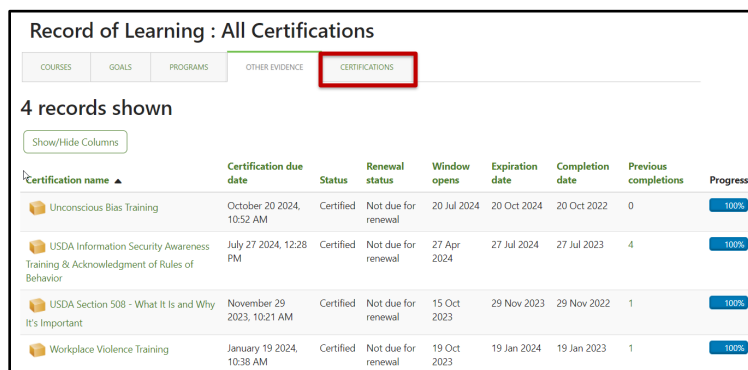 Record of Learning : All Certifications
COURSES GOALS PROGRAMS OTHER EVIDENCE CERTIFICATIONS
4 records shown
Show/Hide Columns
Certification name ▲ Certification due date Status Renewal status Window opens Expiration date Completion date Previous completions Progress
Unconscious Bias Training October 20 2024, 10:52 AM Certified Not due for renewal 20 Jul 2024 20 Oct 2024 20 Oct 2022 0 100%
USDA Information Security Awareness Training & Acknowledgment of Rules of Behavior July 27 2024, 12:28 PM Certified Not due for renewal 27 Apr 2024 27 Jul 2024 27 Jul 2023 4 100%
USDA Section 508 - What It Is and Why It's Important November 29 2023, 10:21 AM Certified Not due for renewal 15 Oct 2023 29 Nov 2023 29 Nov 2022 1 100%
Workplace Violence Training January 19 2024, 10:38 AM Certified Not due for renewal 19 Oct 2023 19 Jan 2024 19 Jan 2023 1 100%